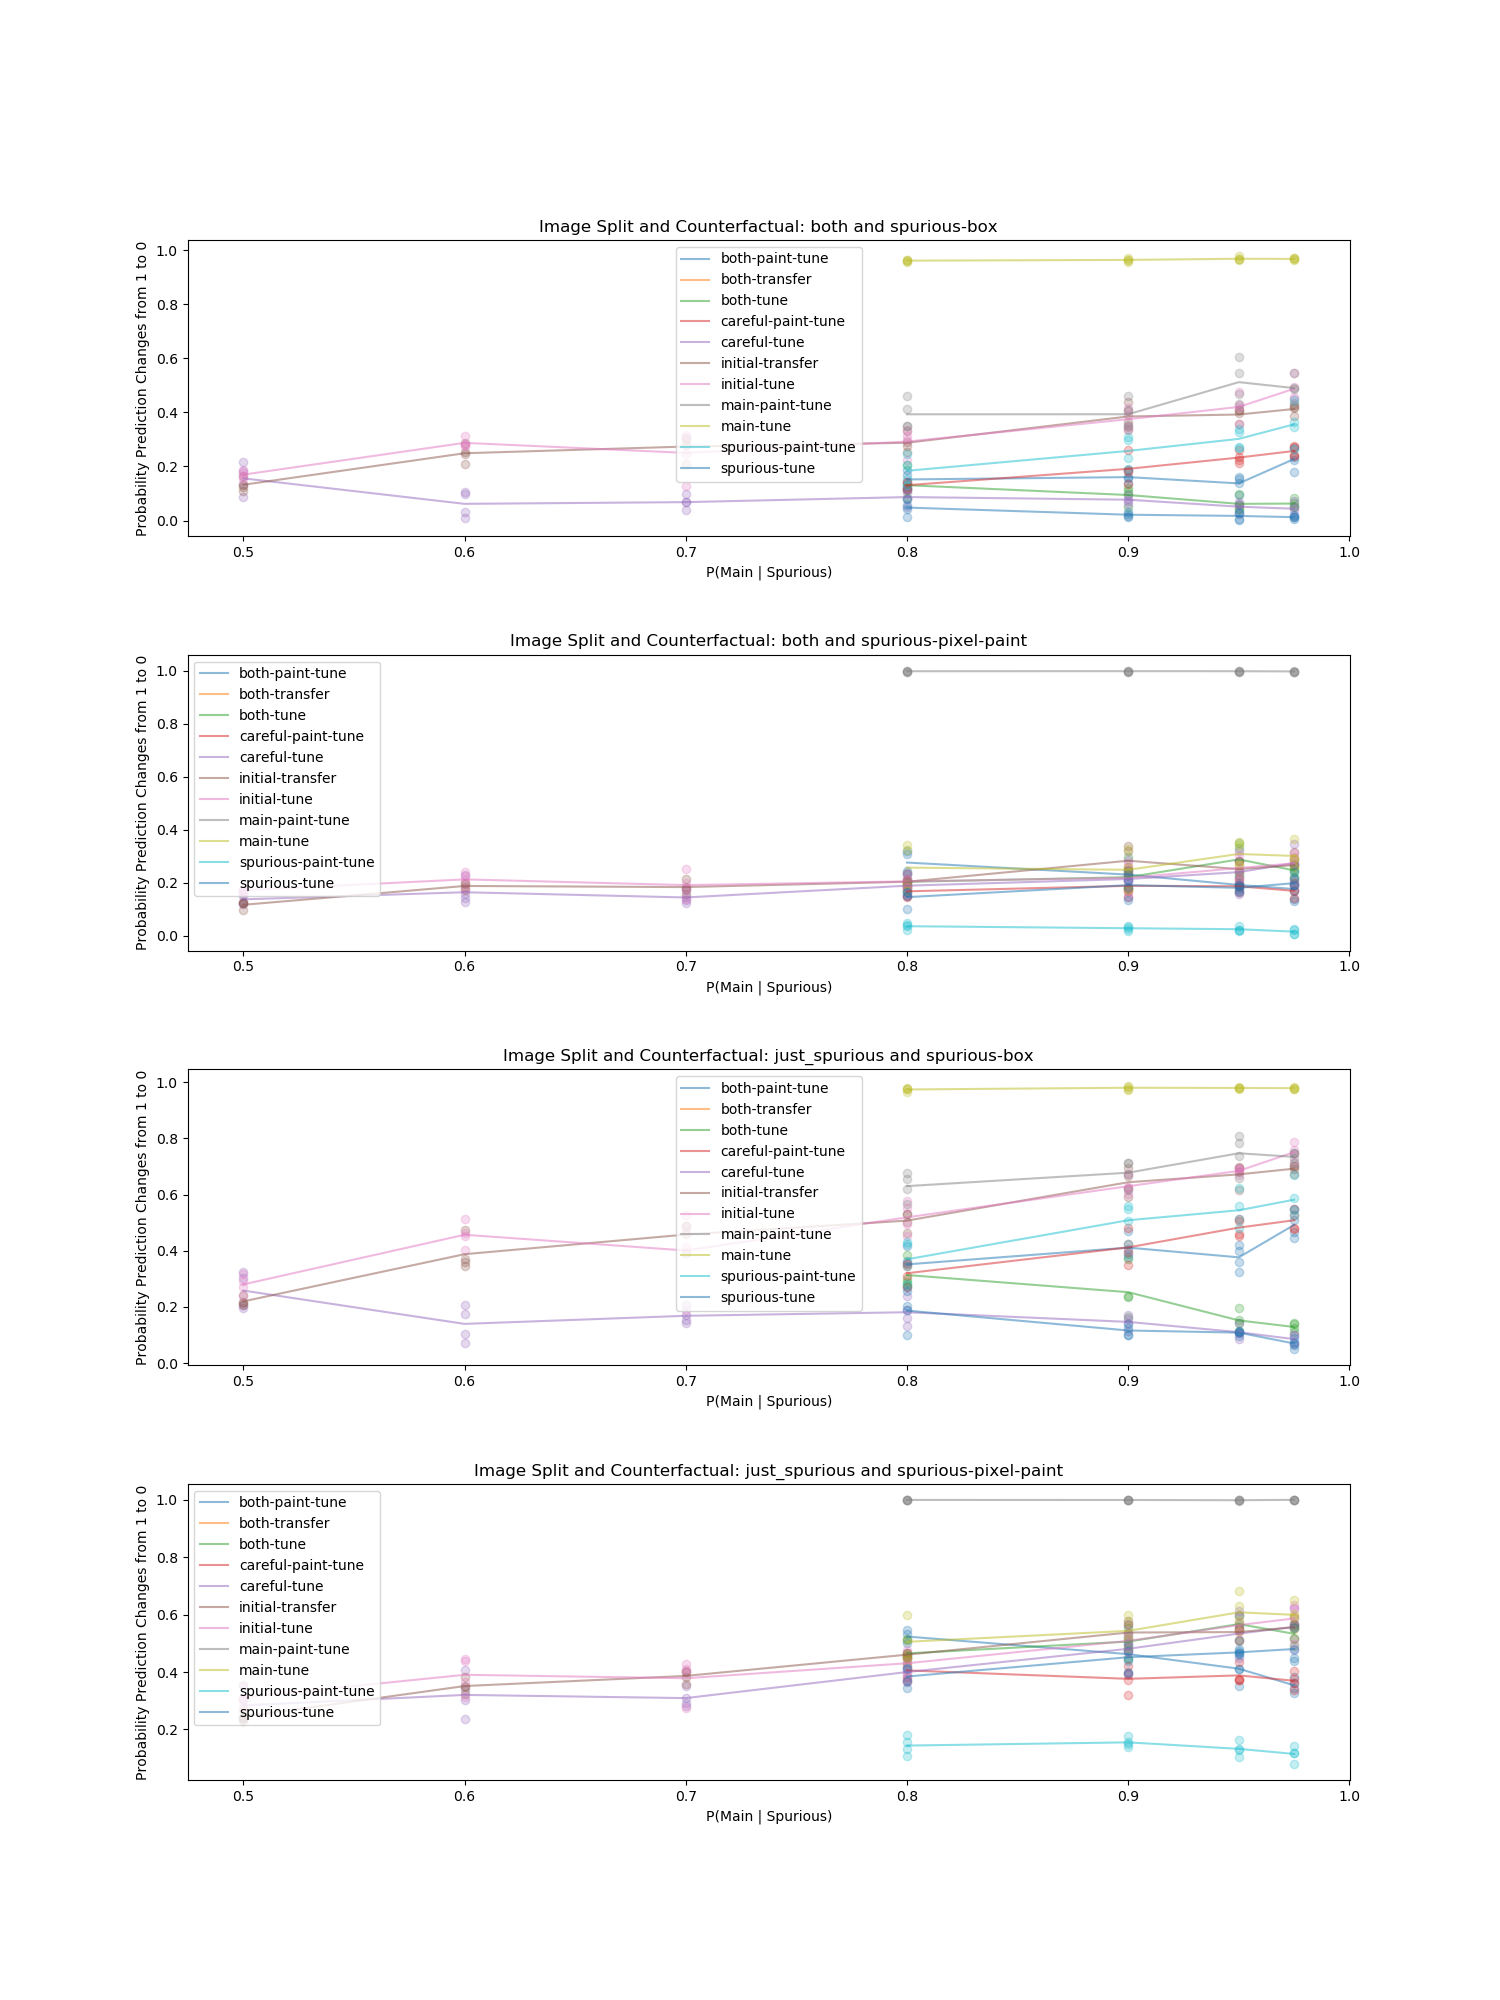 Image Split and Counterfactual: both and spurious-box
Probability Prediction Changes from 1 to 0
1.0
0.8
0.6
0.4
0.2
0.0
both-paint-tune
both-transfer
both-tune
careful-paint-tune
careful-tune
initial-transfer
initial-tune
main-paint-tune
main-tune
spurious-paint-tune
spurious-tune
0.5 0.6 0.7 0.8 0.9 1.0
P(Main | Spurious)
Image Split and Counterfactual: both and spurious-pixel-paint
Probability Prediction Changes from 1 to 0
1.0
0.8
0.6
0.4
0.2
0.0
both-paint-tune
both-transfer
both-tune
careful-paint-tune
careful-tune
initial-transfer
initial-tune
main-paint-tune
main-tune
spurious-paint-tune
spurious-tune
0.5 0.6 0.7 0.8 0.9 1.0
P(Main | Spurious)
Image Split and Counterfactual: just_spurious and spurious-box
Probability Prediction Changes from 1 to 0
1.0
0.8
0.6
0.4
0.2
0.0
both-paint-tune
both-transfer
both-tune
careful-paint-tune
careful-tune
initial-transfer
initial-tune
main-paint-tune
main-tune
spurious-paint-tune
spurious-tune
0.5 0.6 0.7 0.8 0.9 1.0
P(Main | Spurious)
Image Split and Counterfactual: just_spurious and spurious-pixel-paint
Probability Prediction Changes from 1 to 0
1.0
0.8
0.6
0.4
0.2
both-paint-tune
both-transfer
both-tune
careful-paint-tune
careful-tune
initial-transfer
initial-tune
main-paint-tune
main-tune
spurious-paint-tune
spurious-tune
0.5 0.6 0.7 0.8 0.9 1.0
P(Main | Spurious)